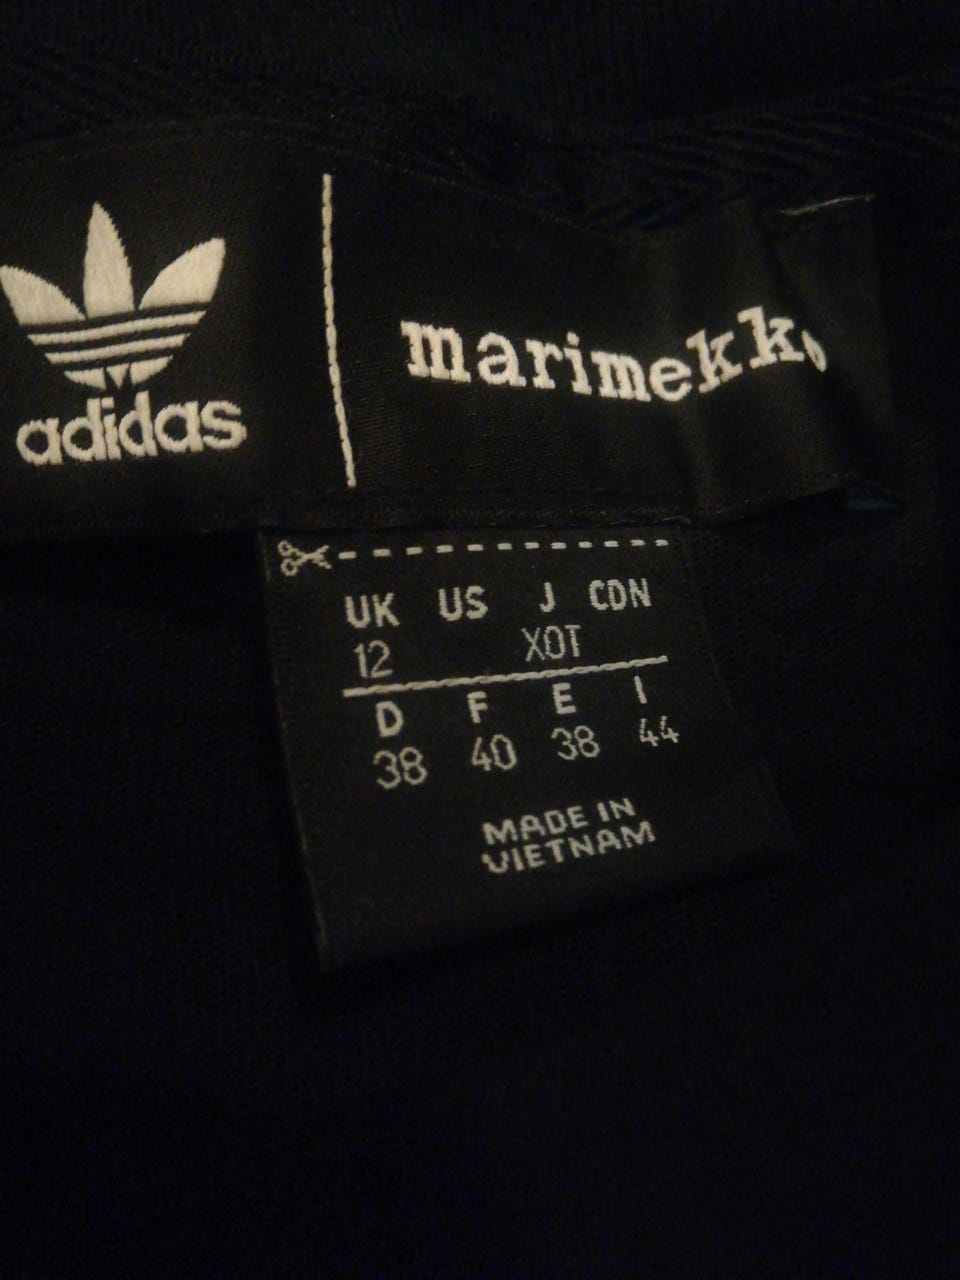 adidas
marimekko
UK US J CDN
12 XOT
D F E I
38 40 38 44
MADE IN
VIETNAM